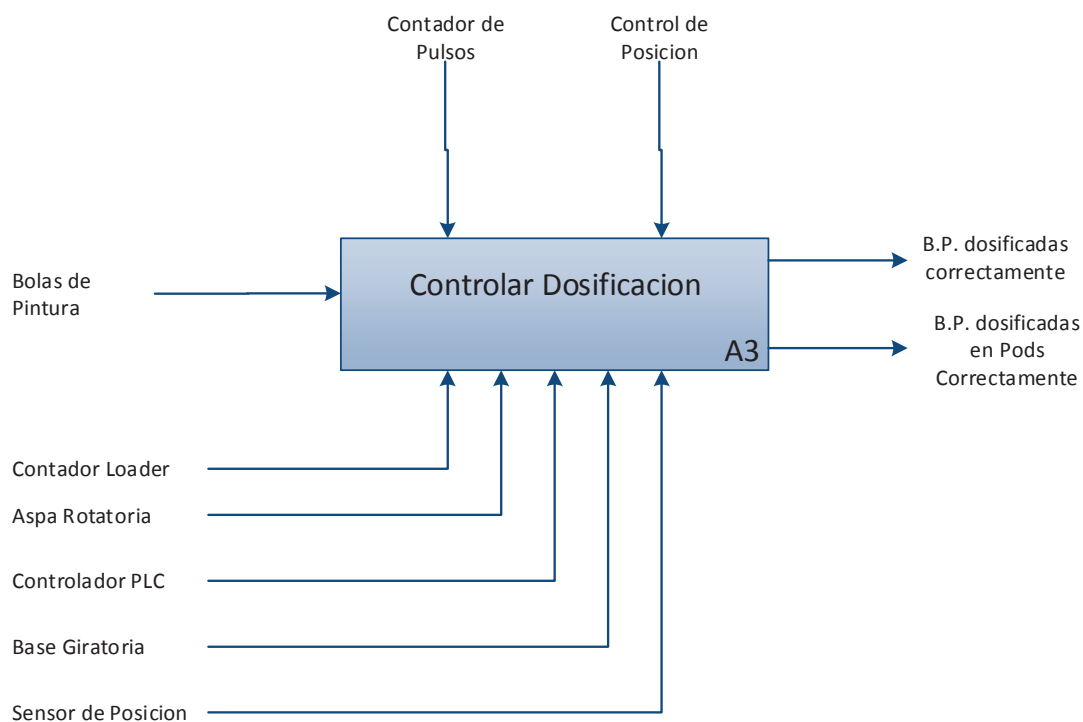 Contador de
Pulsos
Control de
Posicion
Bolas de
Pintura
Controlar Dosificacion
A3
B.P. dosificadas
correctamente
B.P. dosificadas
en Pods
Correctamente
Contador Loader
Aspa Rotatoria
Controlador PLC
Base Giratoria
Sensor de Posicion